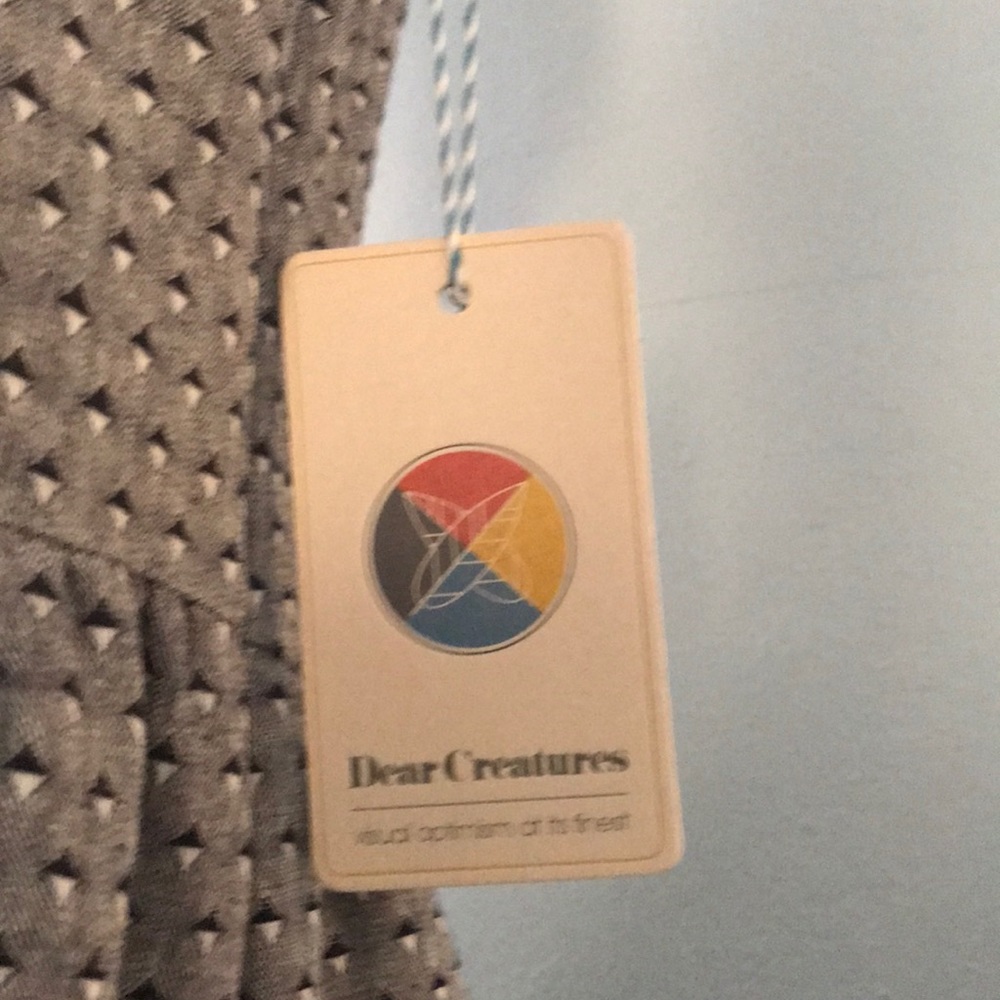 Dear Creatures
visual optimism at its finest